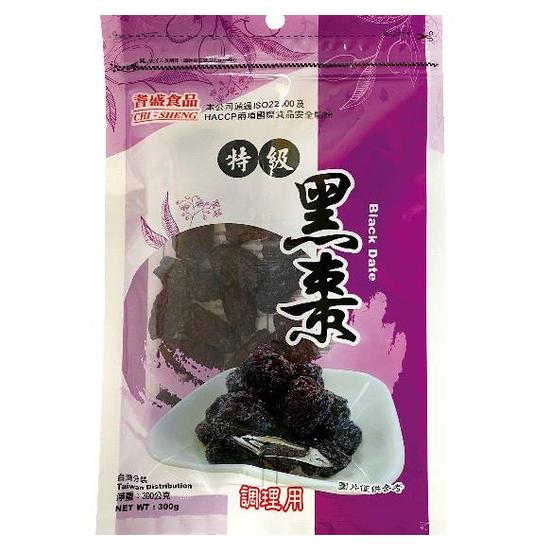 耆盛食品
CHI-SHENG
本公司通過ISO22000及
HACCP兩項國際食品安全驗證
特級
黑棗
Black Date
台灣分裝
Taiwan Distribution
淨重：300公克
NET WT : 300g
調理用
圖片僅供參考